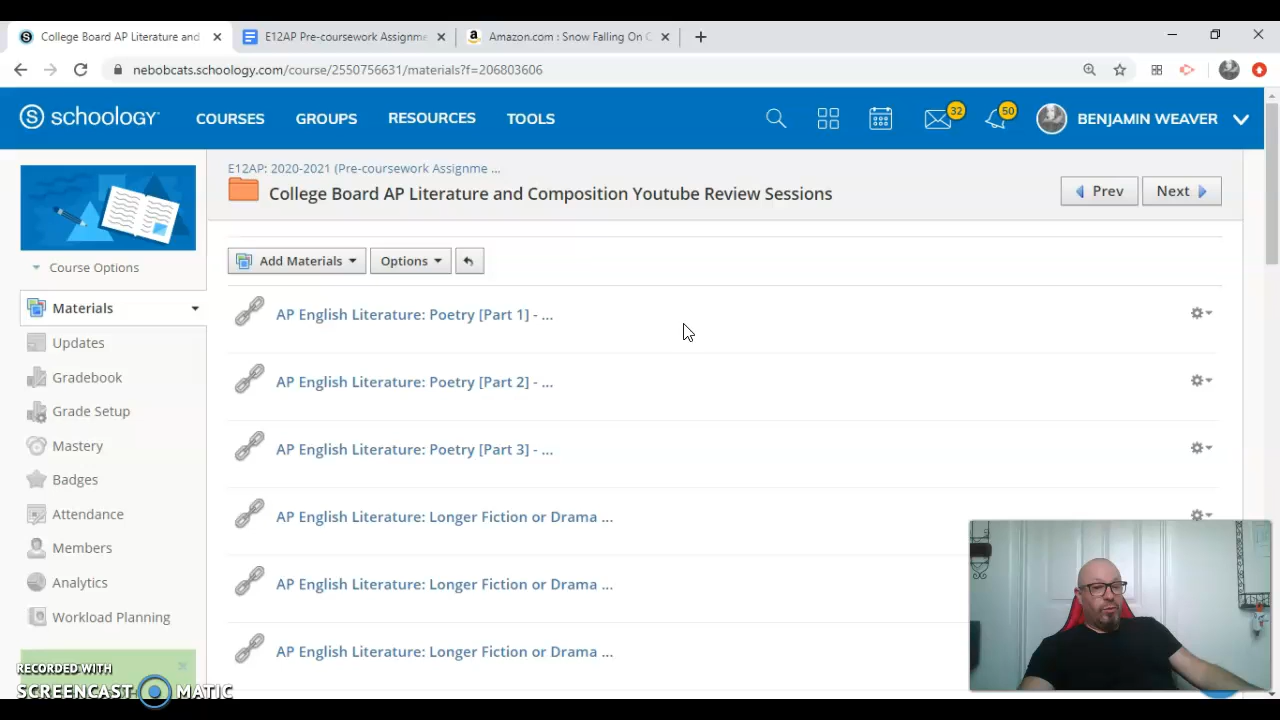 College Board AP Literature and
E12AP Pre-coursework Assignme
Amazon.com : Snow Falling On C
nebobcats.schoology.com/course/2550756631/materials?f=206803606
schoology
COURSES
GROUPS
RESOURCES
TOOLS
32
50
BENJAMIN WEAVER
E12AP: 2020-2021 (Pre-coursework Assignme ...
College Board AP Literature and Composition Youtube Review Sessions
Prev
Next
Course Options
Add Materials
Options
Materials
Updates
Gradebook
Grade Setup
Mastery
Badges
Attendance
Members
Analytics
Workload Planning
AP English Literature: Poetry [Part 1] - ...
AP English Literature: Poetry [Part 2] - ...
AP English Literature: Poetry [Part 3] - ...
AP English Literature: Longer Fiction or Drama ...
AP English Literature: Longer Fiction or Drama ...
AP English Literature: Longer Fiction or Drama ...
RECORDED WITH
SCREENCAST MATIC